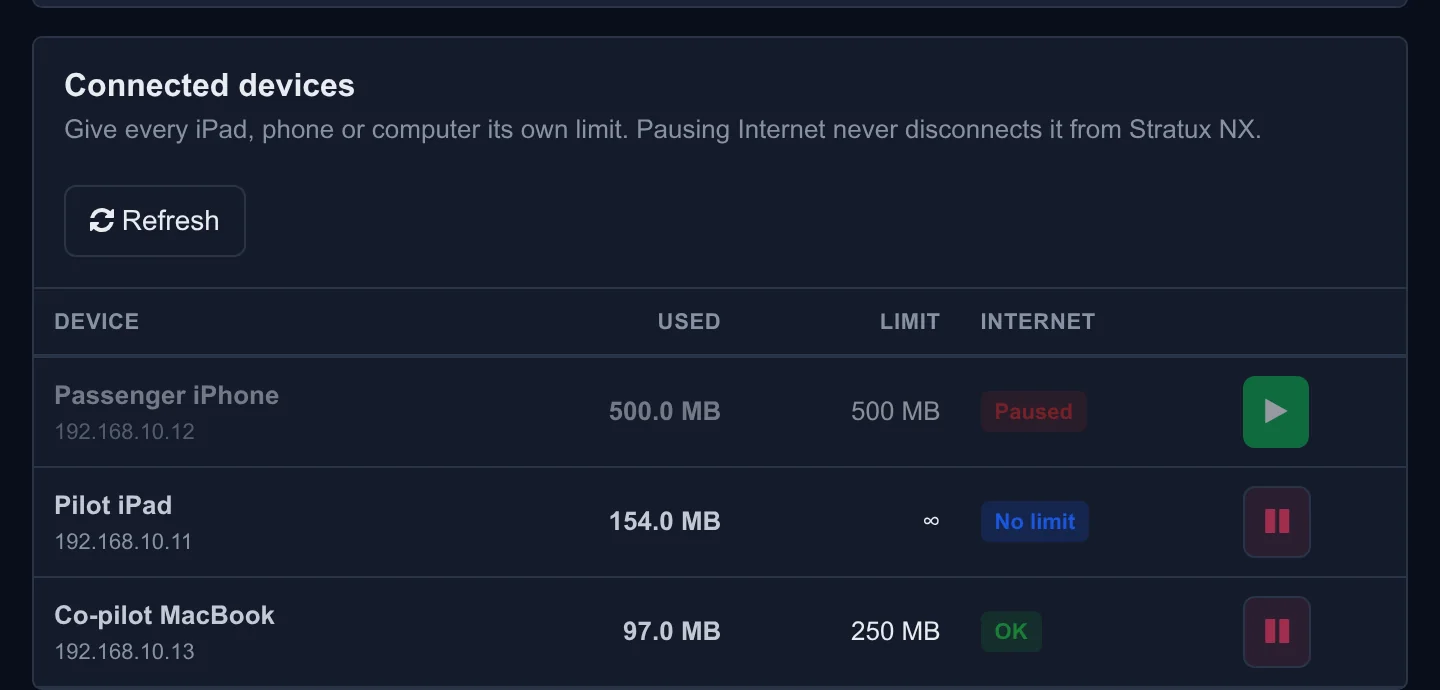 Connected devices
Give every iPad, phone or computer its own limit. Pausing Internet never disconnects it from Stratux NX.
Refresh
DEVICE USED LIMIT INTERNET
Passenger iPhone
192.168.10.12
500.0 MB 500 MB Paused
Pilot iPad
192.168.10.11
154.0 MB ∞ No limit
Co-pilot MacBook
192.168.10.13
97.0 MB 250 MB OK